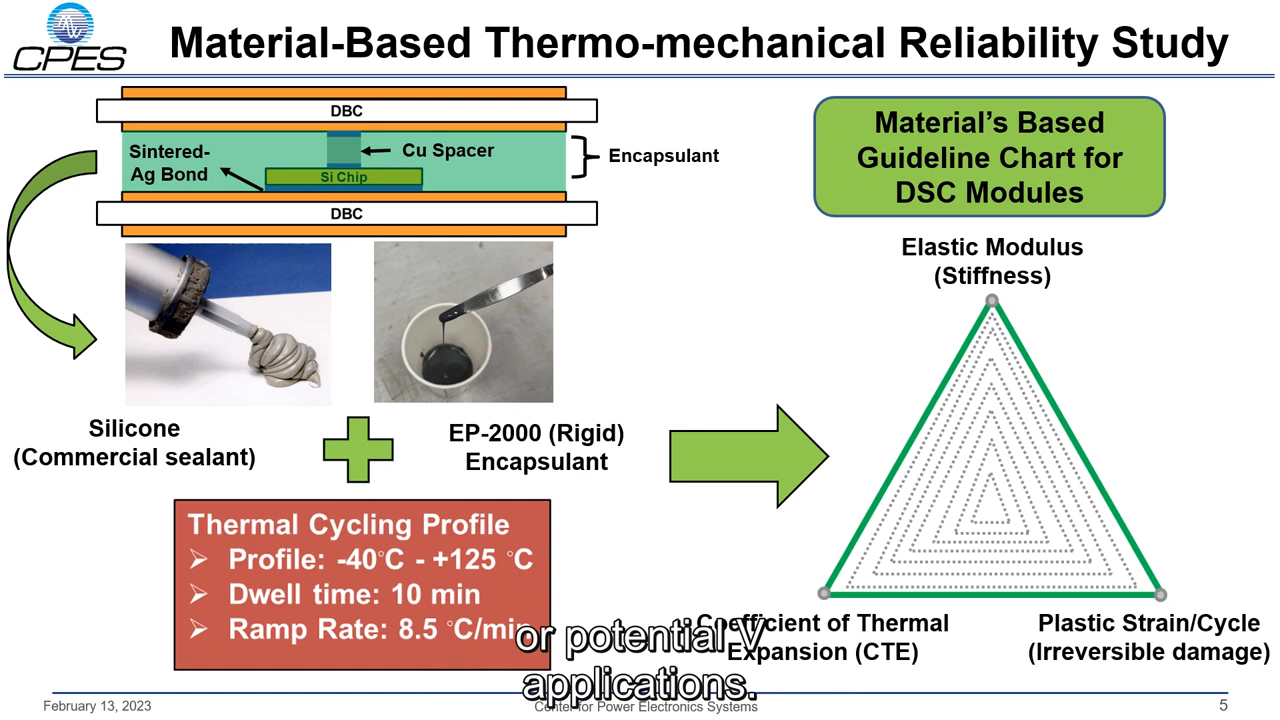 CPES
Material-Based Thermo-mechanical Reliability Study
DBC
Sintered-
Ag Bond
Cu Spacer
Si Chip
Encapsulant
DBC
Silicone
(Commercial sealant)
EP-2000 (Rigid)
Encapsulant
Thermal Cycling Profile
➢ Profile: -40°C - +125 °C
➢ Dwell time: 10 min
➢ Ramp Rate: 8.5 °C/min
Material's Based
Guideline Chart for
DSC Modules
Elastic Modulus
(Stiffness)
Coefficient of Thermal
Expansion (CTE)
Plastic Strain/Cycle
(Irreversible damage)
or potential V
applications.
February 13, 2023
Center for Power Electronics Systems
5